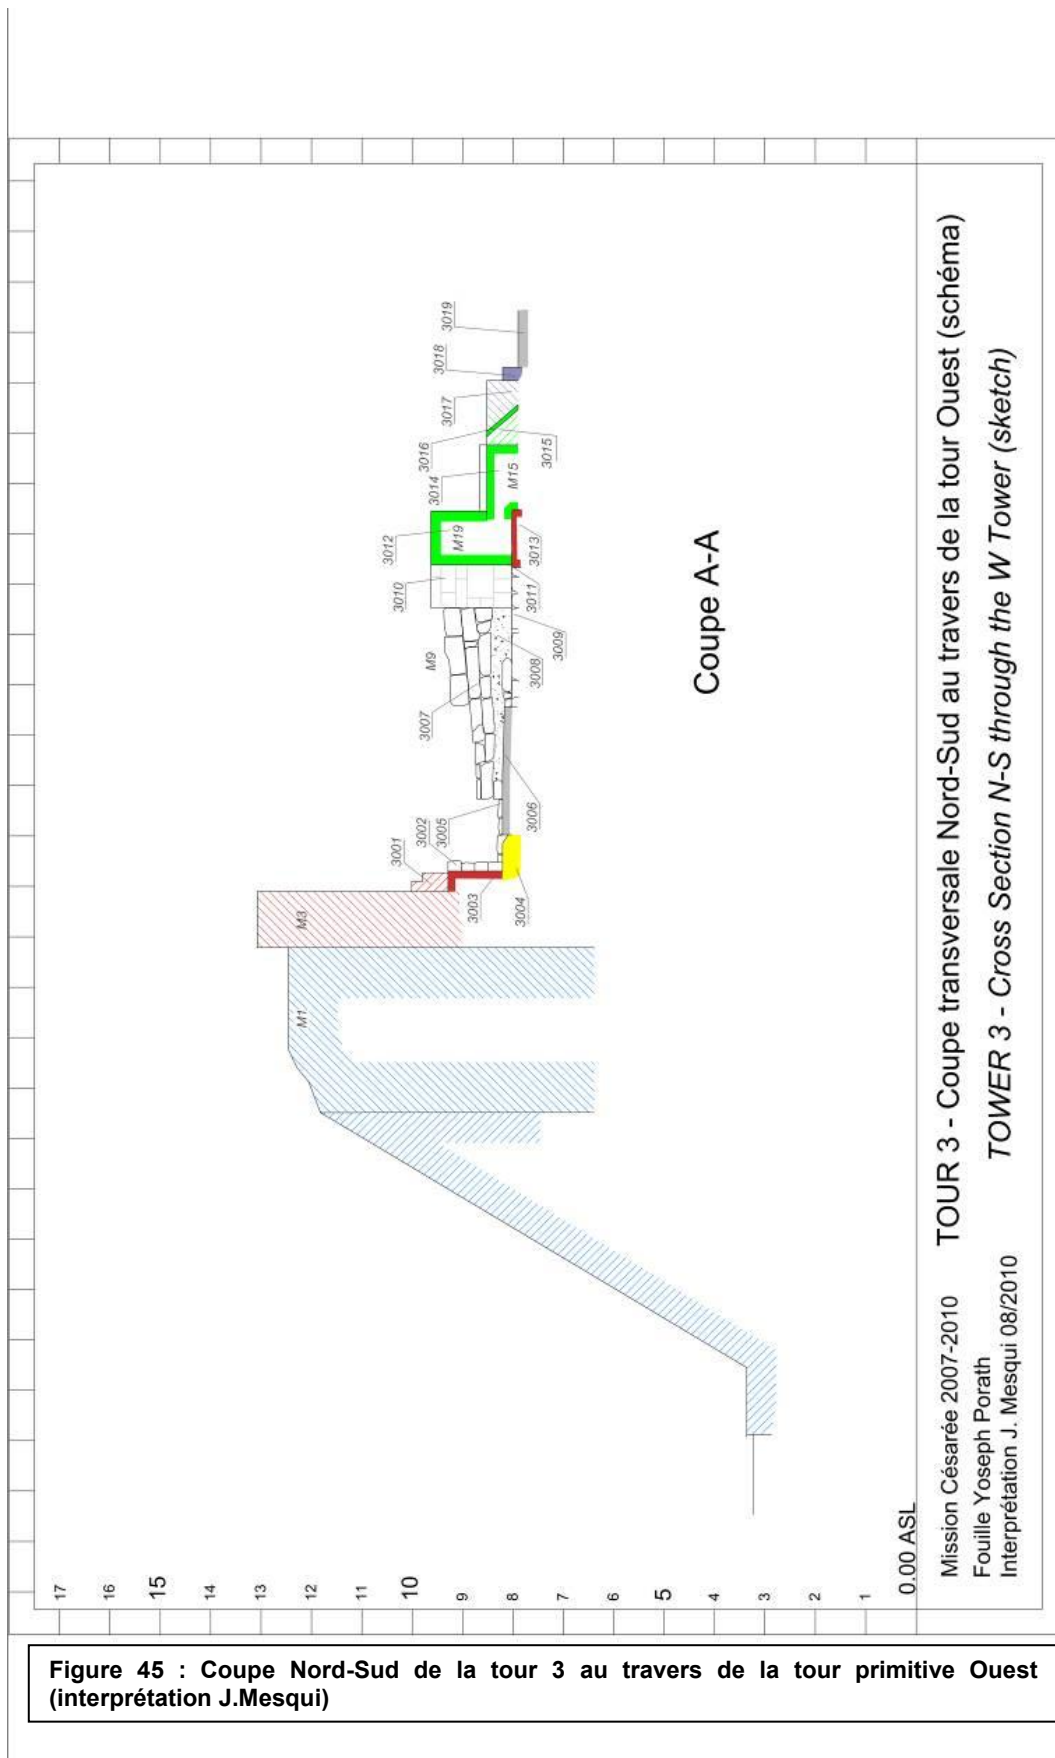 17
16
15
13
12
11
10
9
8
7
6
5
4
3
2
1
0.00 ASL
M1
M3
3001
3002
3003
3004
3005
3006
3007
M9
3008
3009
3010
3011
3012
M19
3013
3014
M15
3015
3016
3017
3018
3019
Coupe A-A
Mission Césarée 2007-2010
Fouille Yoseph Porath
Interprétation J. Mesqui 08/2010
TOUR 3 - Coupe transversale Nord-Sud au travers de la tour Ouest (schéma)
TOWER 3 - Cross Section N-S through the W Tower (sketch)
Figure 45 : Coupe Nord-Sud de la tour 3 au travers de la tour primitive Ouest
(interprétation J.Mesqui)